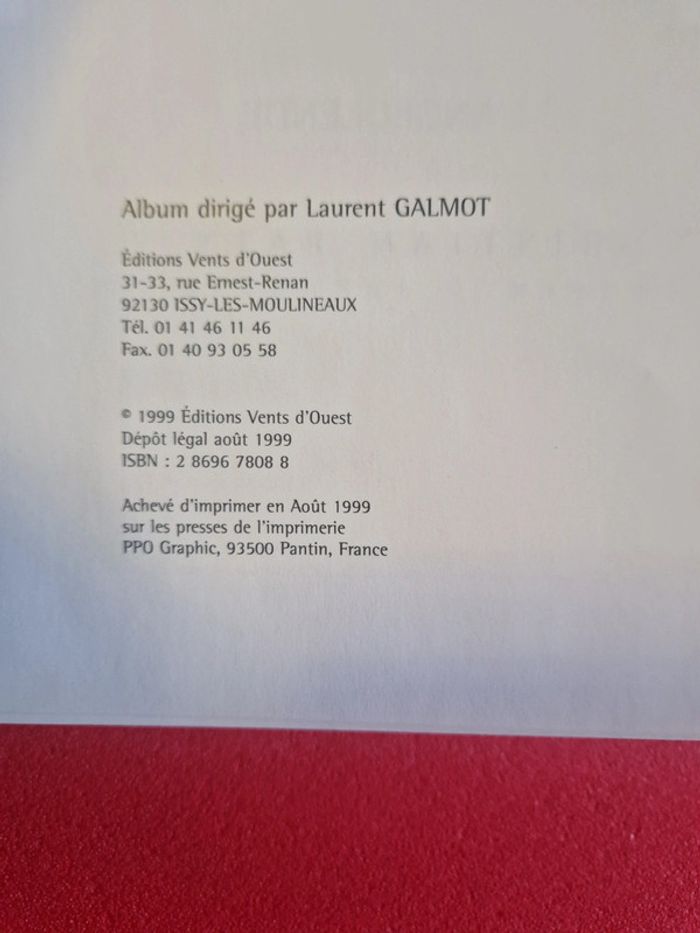 Album dirigé par Laurent GALMOT
Éditions Vents d'Ouest
31-33, rue Ernest-Renan
92130 ISSY-LES-MOULINEAUX
Tél. 01 41 46 11 46
Fax. 01 40 93 05 58
© 1999 Éditions Vents d'Ouest
Dépôt légal août 1999
ISBN : 2 8696 7808 8
Achevé d'imprimer en Août 1999
sur les presses de l'imprimerie
PPO Graphic, 93500 Pantin, France